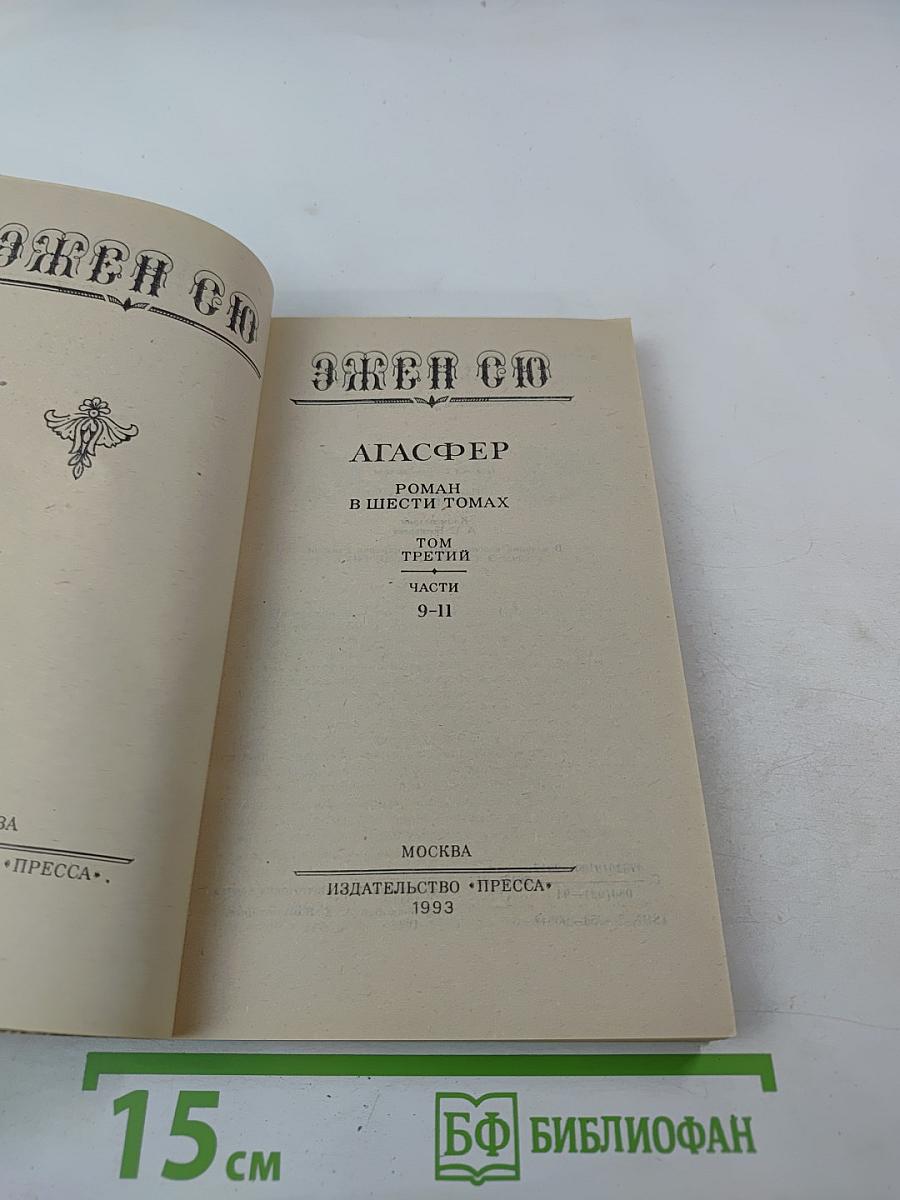 ЭЖЕН СЮ
«ПРЕССА».
ЭЖЕН СЮ
АГАСФЕР
РОМАН
В ШЕСТИ ТОМАХ
ТОМ
ТРЕТИЙ
ЧАСТИ
9–11
МОСКВА
ИЗДАТЕЛЬСТВО «ПРЕССА»
1993
15 см
БФ БИБЛИОФАН